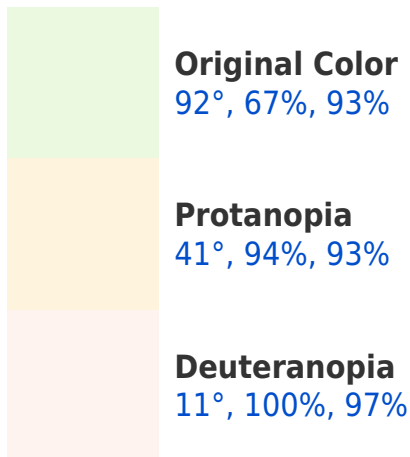 Original Color
92°, 67%, 93%
Protanopia
41°, 94%, 93%
Deuteranopia
11°, 100%, 97%